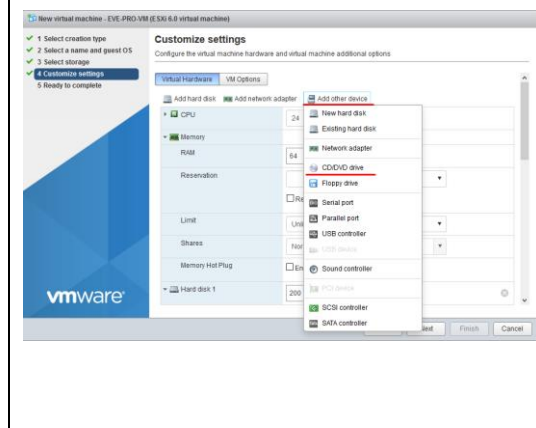 New virtual machine - EVE-PRO-VM (ESXi 6.0 virtual machine)
1 Select creation type
2 Select a name and guest OS
3 Select storage
4 Customize settings
5 Ready to complete
Customize settings
Configure the virtual machine hardware and virtual machine additional options
Virtual Hardware VM Options
Add hard disk Add network adapter Add other device
CPU 24
Memory
RAM 64
Reservation
Re
Limit
Shares
Memory Hot Plug En
Hard disk 1 200
New hard disk
Existing hard disk
Network adapter
CD/DVD drive
Floppy drive
Serial port
Parallel port
USB controller
USB device
Sound controller
PCI device
SCSI controller
SATA controller
vmware
Finish Cancel